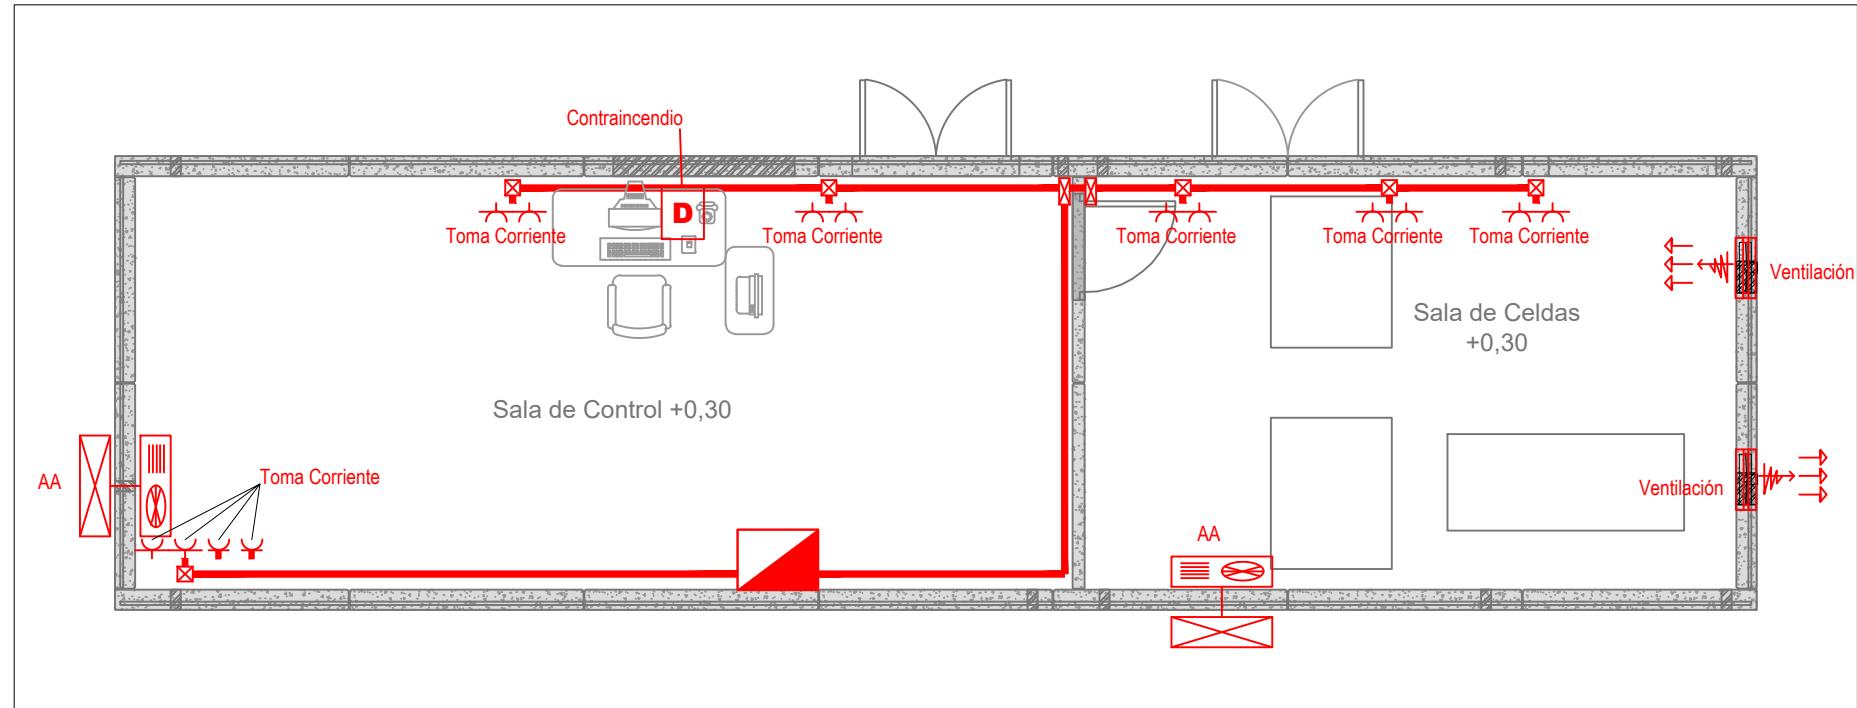 Contraincendio
D
Toma Corriente
Toma Corriente
Toma Corriente
Toma Corriente
Toma Corriente
Ventilación
Sala de Celdas
+0,30
Sala de Control +0,30
AA
Toma Corriente
Ventilación
AA